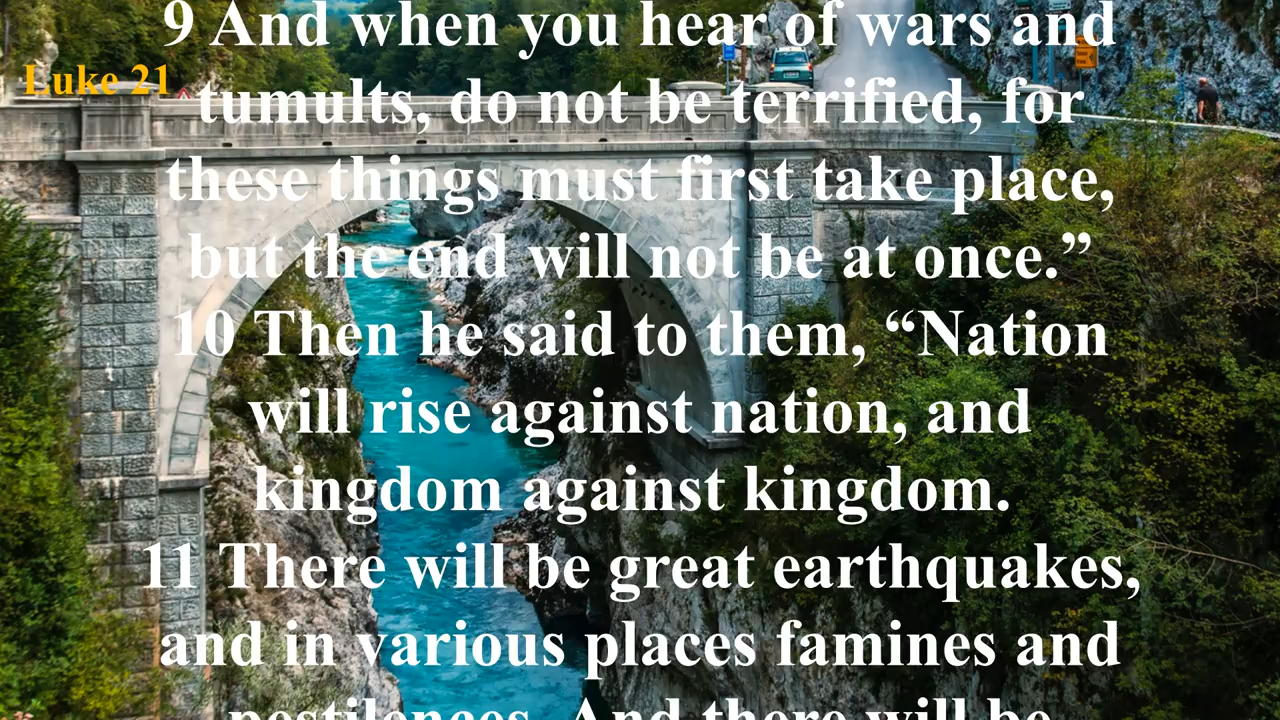 9 And when you hear of wars and
Luke 21
tumults, do not be terrified, for
these things must first take place,
but the end will not be at once.”
10 Then he said to them, “Nation
will rise against nation, and
kingdom against kingdom.
11 There will be great earthquakes,
and in various places famines and
pestilences. And there will be